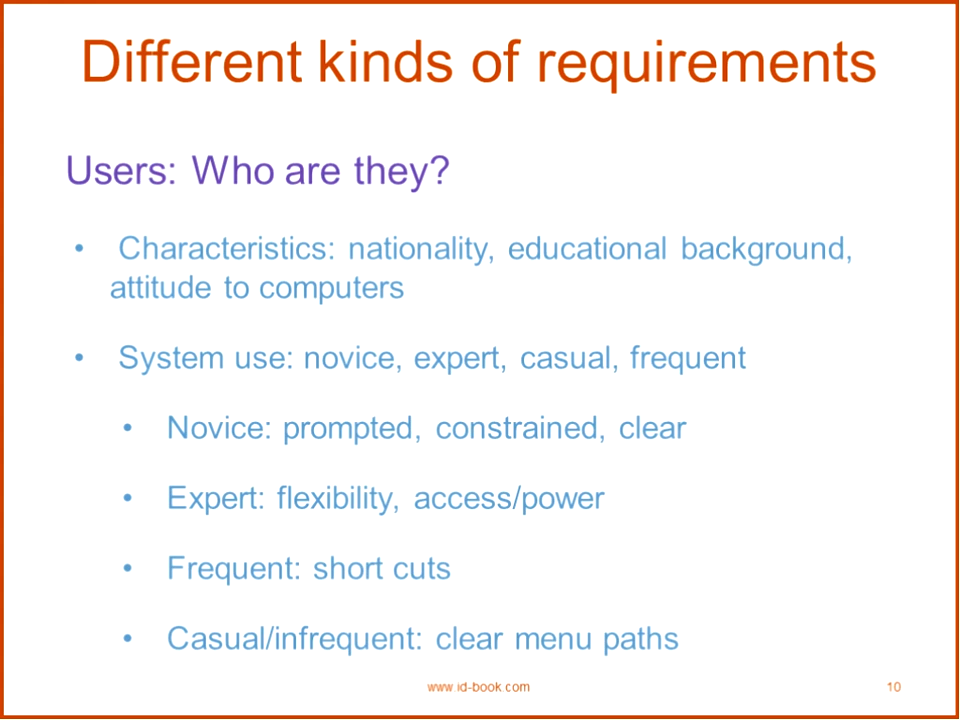 Different kinds of requirements
Users: Who are they?
• Characteristics: nationality, educational background,
attitude to computers
• System use: novice, expert, casual, frequent
• Novice: prompted, constrained, clear
• Expert: flexibility, access/power
• Frequent: short cuts
• Casual/infrequent: clear menu paths
www.id-book.com
10